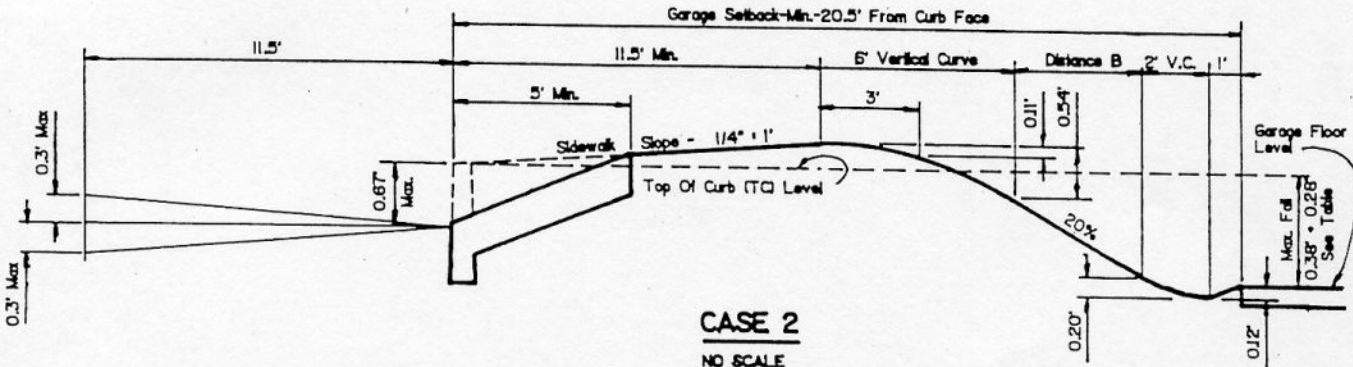 Garage Setback-Min.-20.5' From Curb Face
11.5'
11.5' Min.
6' Vertical Curve
Distance B
2' V.C.
1'
5' Min.
3'
0.11'
0.54'
0.3' Max
0.67' Max.
Sidewalk
Slope - 1/4" : 1'
Garage Floor Level
Top Of Curb (TC) Level
20%
Max. Fall
0.38' + 0.28'
See Table
0.3' Max
0.20'
0.12'
CASE 2
NO SCALE